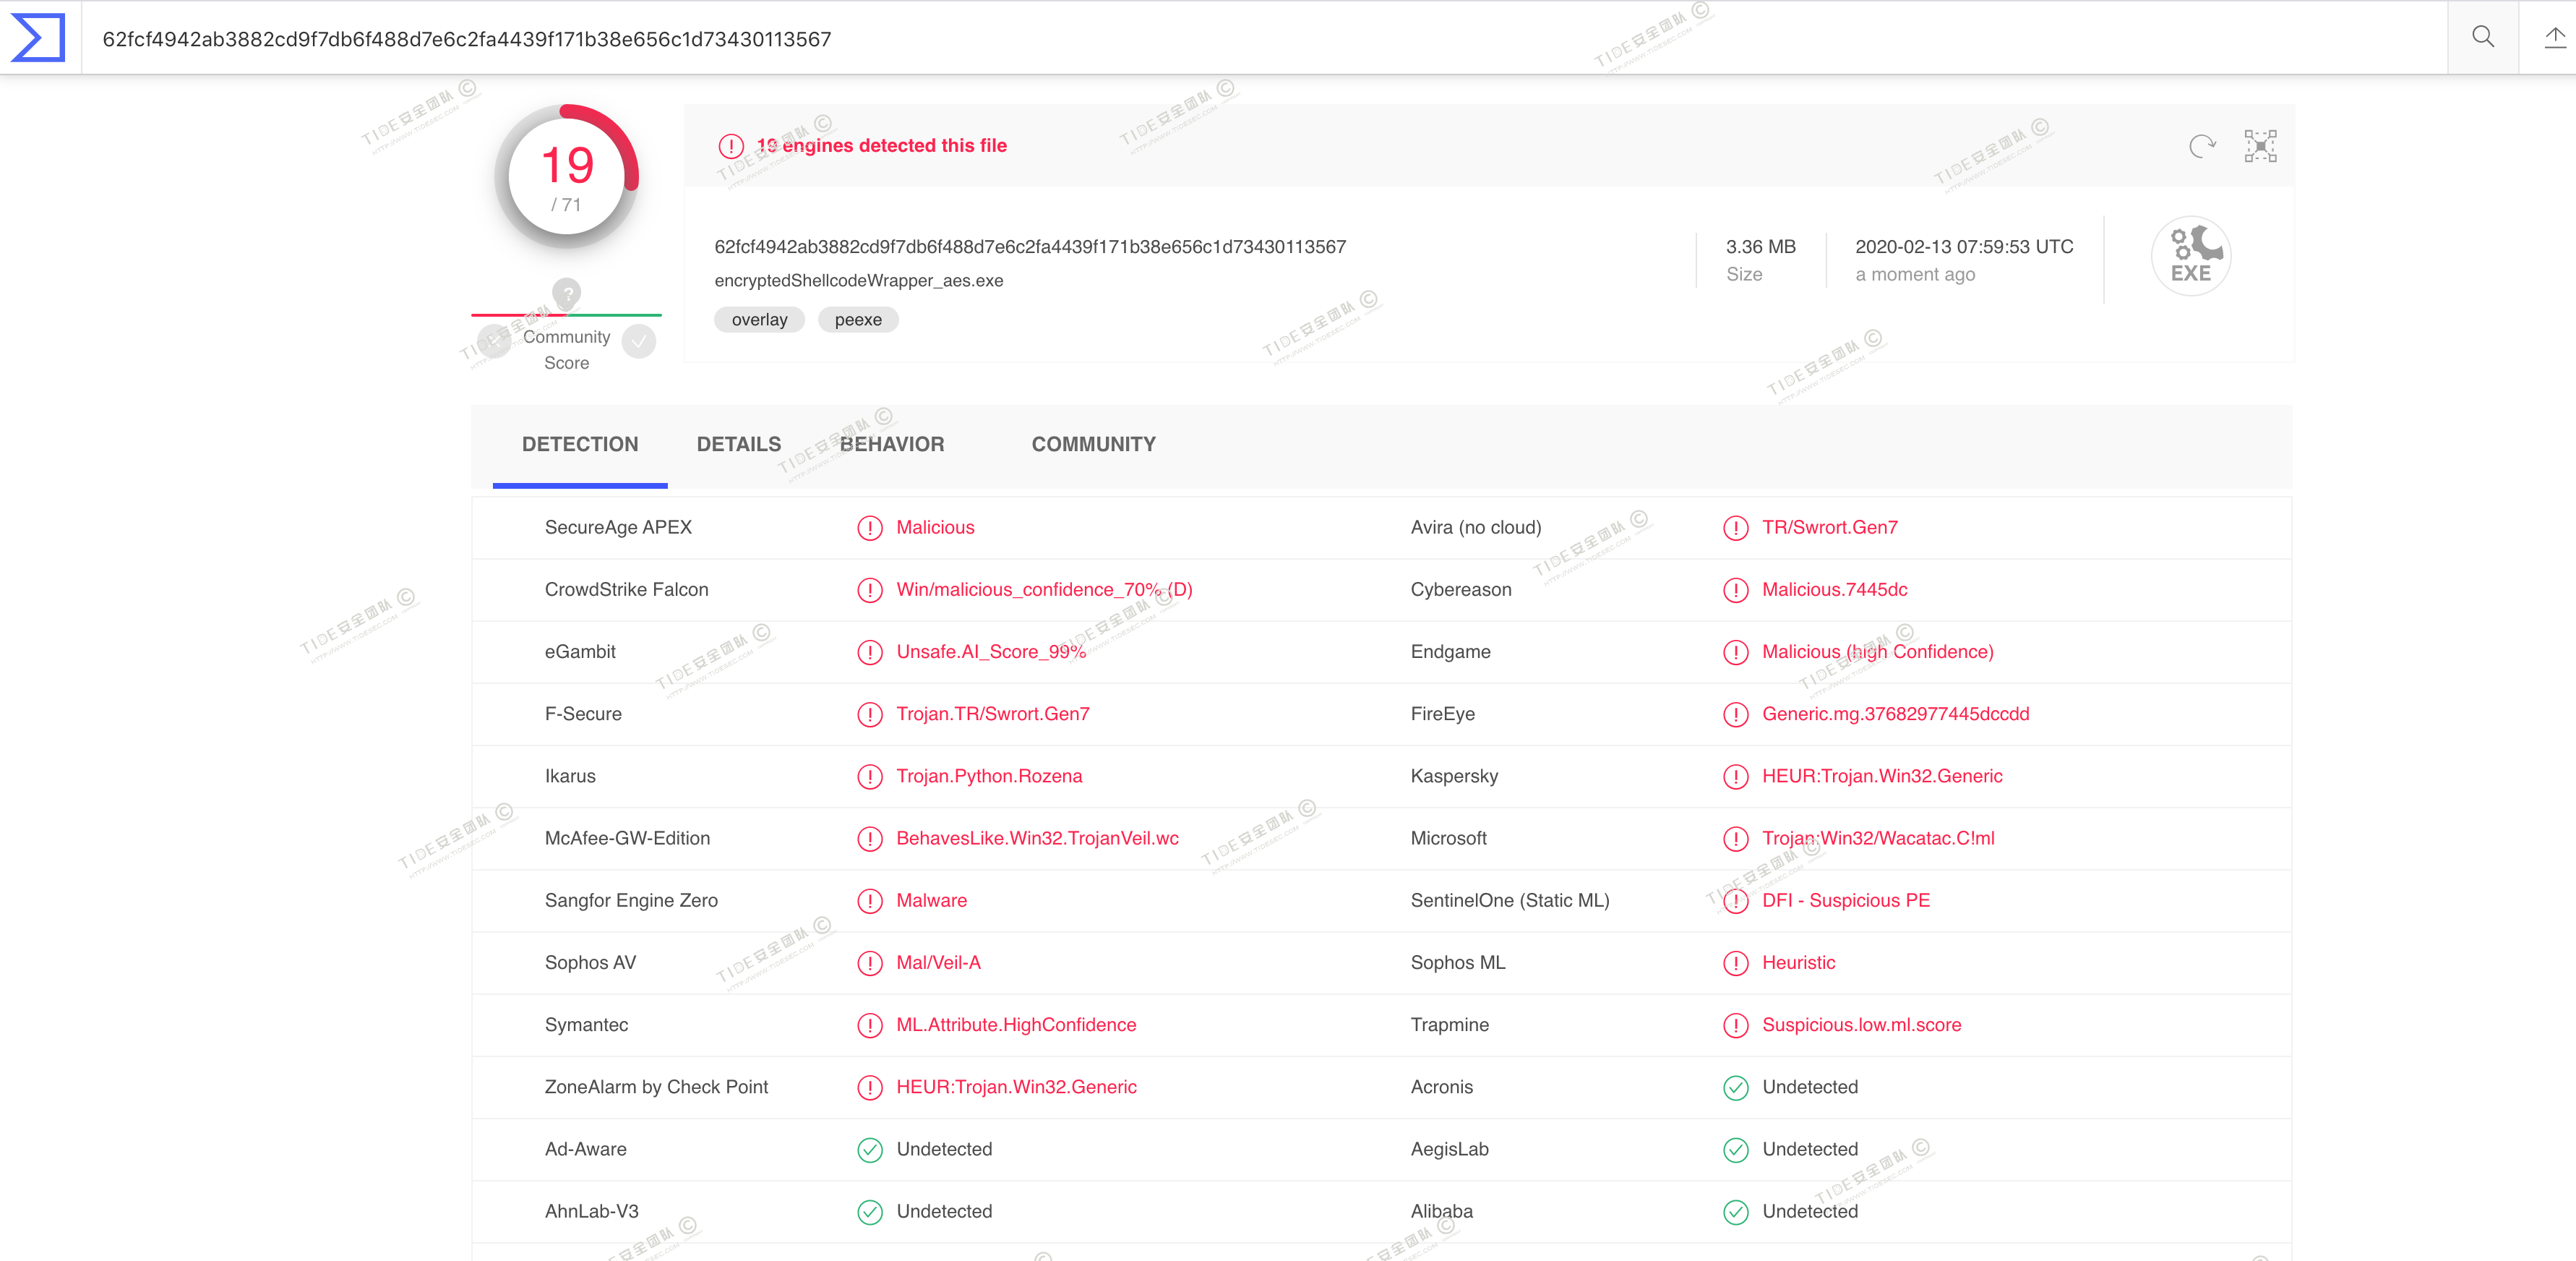 62fcf4942ab3882cd9f7db6f488d7e6c2fa4439f171b38e656c1d73430113567
19
/ 71
19 engines detected this file
62fcf4942ab3882cd9f7db6f488d7e6c2fa4439f171b38e656c1d73430113567
encryptedShellcodeWrapper_aes.exe
overlay peexe
3.36 MB
Size
2020-02-13 07:59:53 UTC
a moment ago
EXE
?
Community
Score
DETECTION DETAILS BEHAVIOR COMMUNITY
SecureAge APEX Malicious Avira (no cloud) TR/Swrort.Gen7
CrowdStrike Falcon Win/malicious_confidence_70% (D) Cybereason Malicious.7445dc
eGambit Unsafe.AI_Score_99% Endgame Malicious (high Confidence)
F-Secure Trojan.TR/Swrort.Gen7 FireEye Generic.mg.37682977445dccdd
Ikarus Trojan.Python.Rozena Kaspersky HEUR:Trojan.Win32.Generic
McAfee-GW-Edition BehavesLike.Win32.TrojanVeil.wc Microsoft Trojan:Win32/Wacatac.C!ml
Sangfor Engine Zero Malware SentinelOne (Static ML) DFI - Suspicious PE
Sophos AV Mal/Veil-A Sophos ML Heuristic
Symantec ML.Attribute.HighConfidence Trapmine Suspicious.low.ml.score
ZoneAlarm by Check Point HEUR:Trojan.Win32.Generic Acronis Undetected
Ad-Aware Undetected AegisLab Undetected
AhnLab-V3 Undetected Alibaba Undetected
TIDE安全团队 ©
HTTP://WWW.TIDESEC.COM